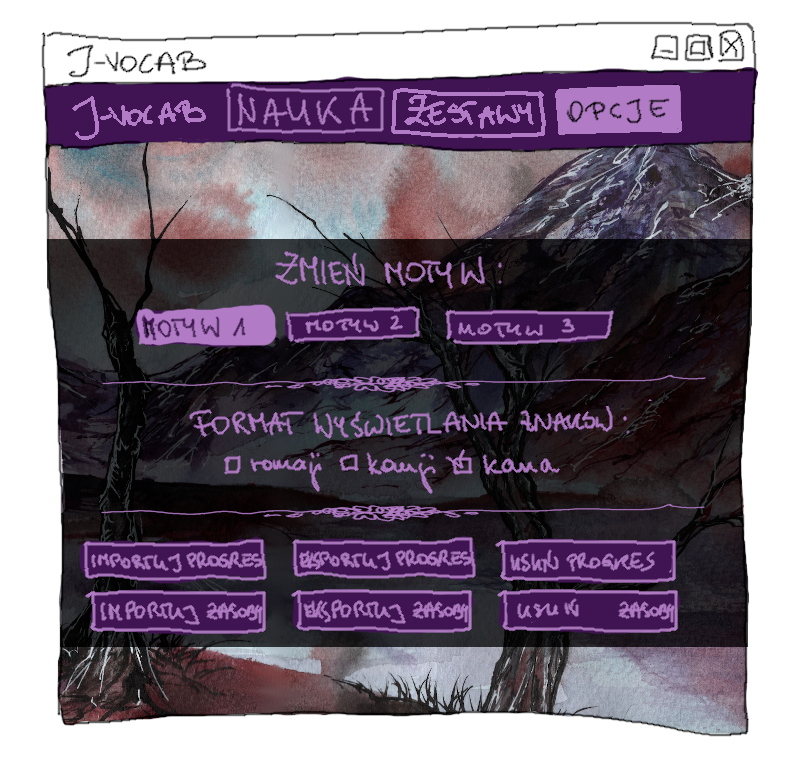 J-VOCAB
J-VOCAB NAUKA ZESTAWY OPCJE
ZMIEŃ MOTYW:
MOTYW 1 MOTYW 2 MOTYW 3
FORMAT WYŚWIETLANIA ZNAKÓW:
romaji kanji kana
IMPORTUJ PROGRES EKSPORTUJ PROGRES USUŃ PROGRES
IMPORTUJ ZASOBY EKSPORTUJ ZASOBY USUŃ ZASOBY